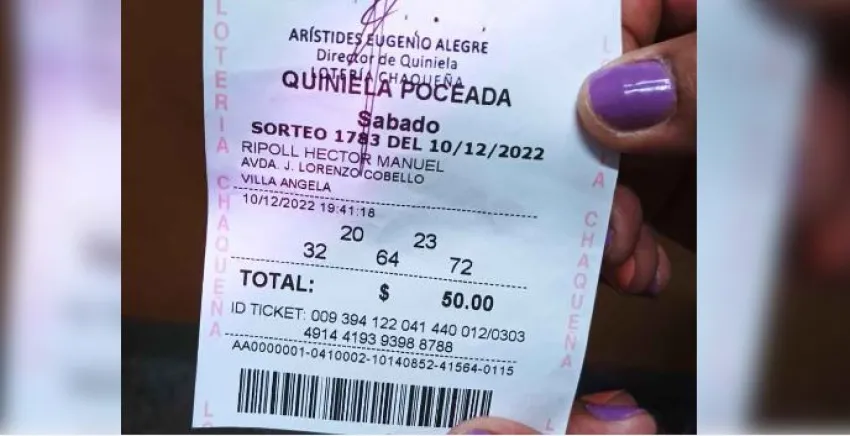 ARÍSTIDES EUGENIO ALEGRE
Director de Quiniela
LOTERÍA CHAQUEÑA
QUINIELA POCEADA
Sabado
SORTEO 1783 DEL 10/12/2022
RIPOLL HECTOR MANUEL
AVDA. J. LORENZO COBELLO
VILLA ANGELA
10/12/2022 19:41:18
20 23
32 64 72
TOTAL: $ 50.00
ID TICKET: 009 394 122 041 440 012/0303
4914 4193 9398 8788
AA0000001-0410002-10140852-41564-0115
LOTERIA CHAQUEÑA
A CHAQUEÑA